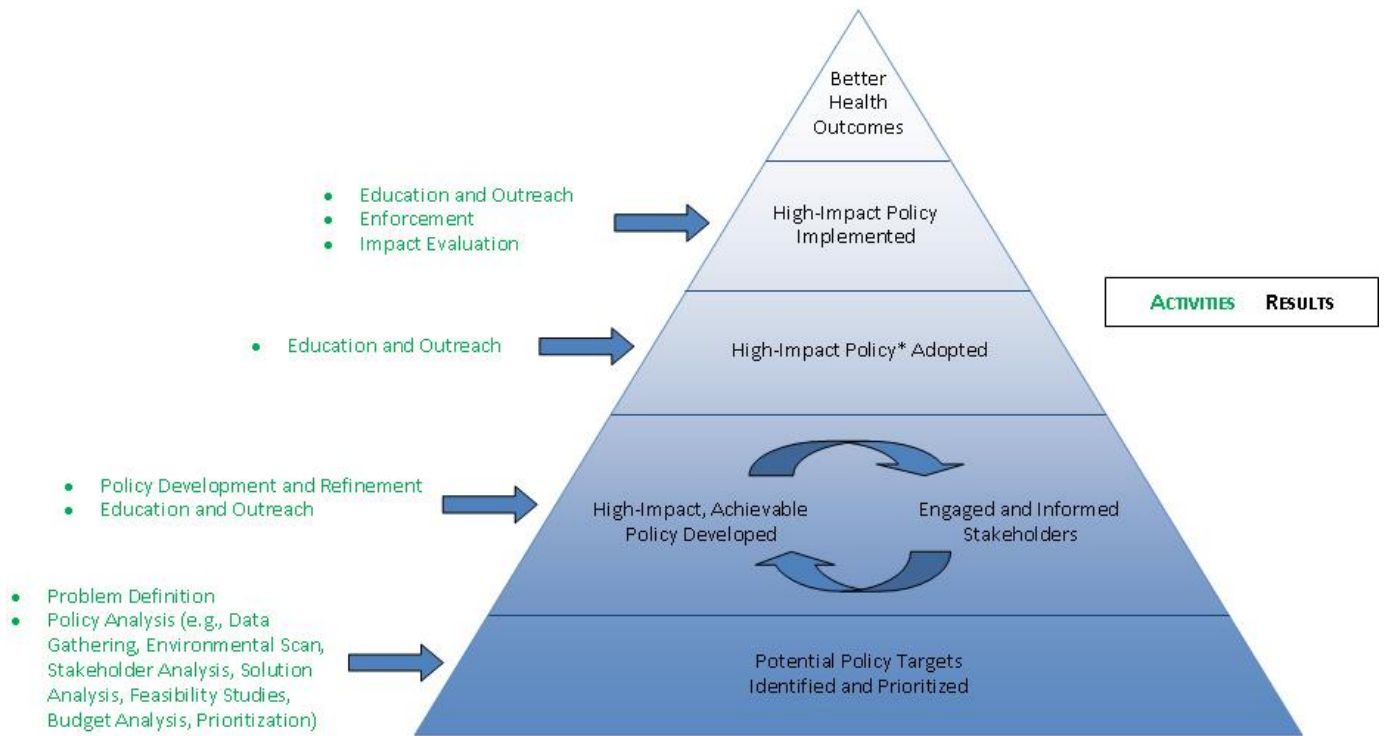 Better
Health
Outcomes
• Education and Outreach
• Enforcement
• Impact Evaluation
High-Impact Policy
Implemented
ACTIVITIES RESULTS
• Education and Outreach
High-Impact Policy* Adopted
• Policy Development and Refinement
• Education and Outreach
High-Impact, Achievable
Policy Developed
Engaged and Informed
Stakeholders
• Problem Definition
• Policy Analysis (e.g., Data
Gathering, Environmental Scan,
Stakeholder Analysis, Solution
Analysis, Feasibility Studies,
Budget Analysis, Prioritization)
Potential Policy Targets
Identified and Prioritized